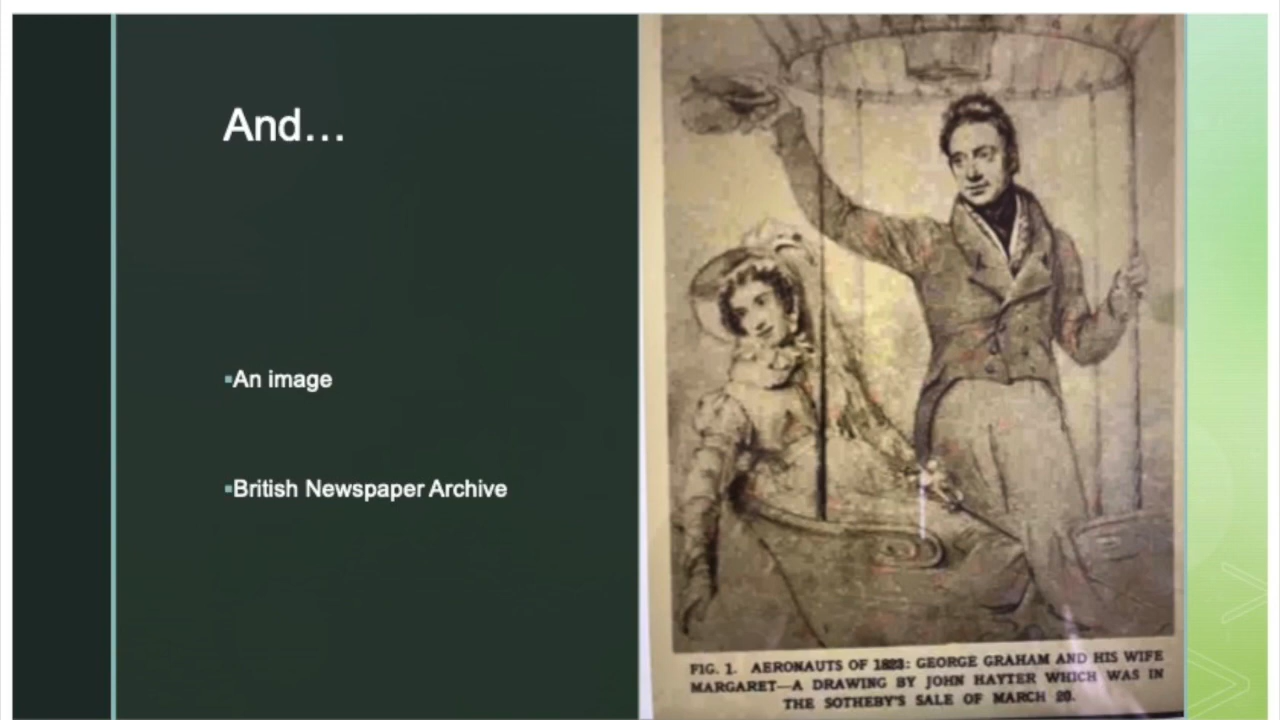 And...
▪An image
▪British Newspaper Archive
FIG. 1. AERONAUTS OF 1823: GEORGE GRAHAM AND HIS WIFE
MARGARET—A DRAWING BY JOHN HAYTER WHICH WAS IN
THE SOTHEBY'S SALE OF MARCH 20.